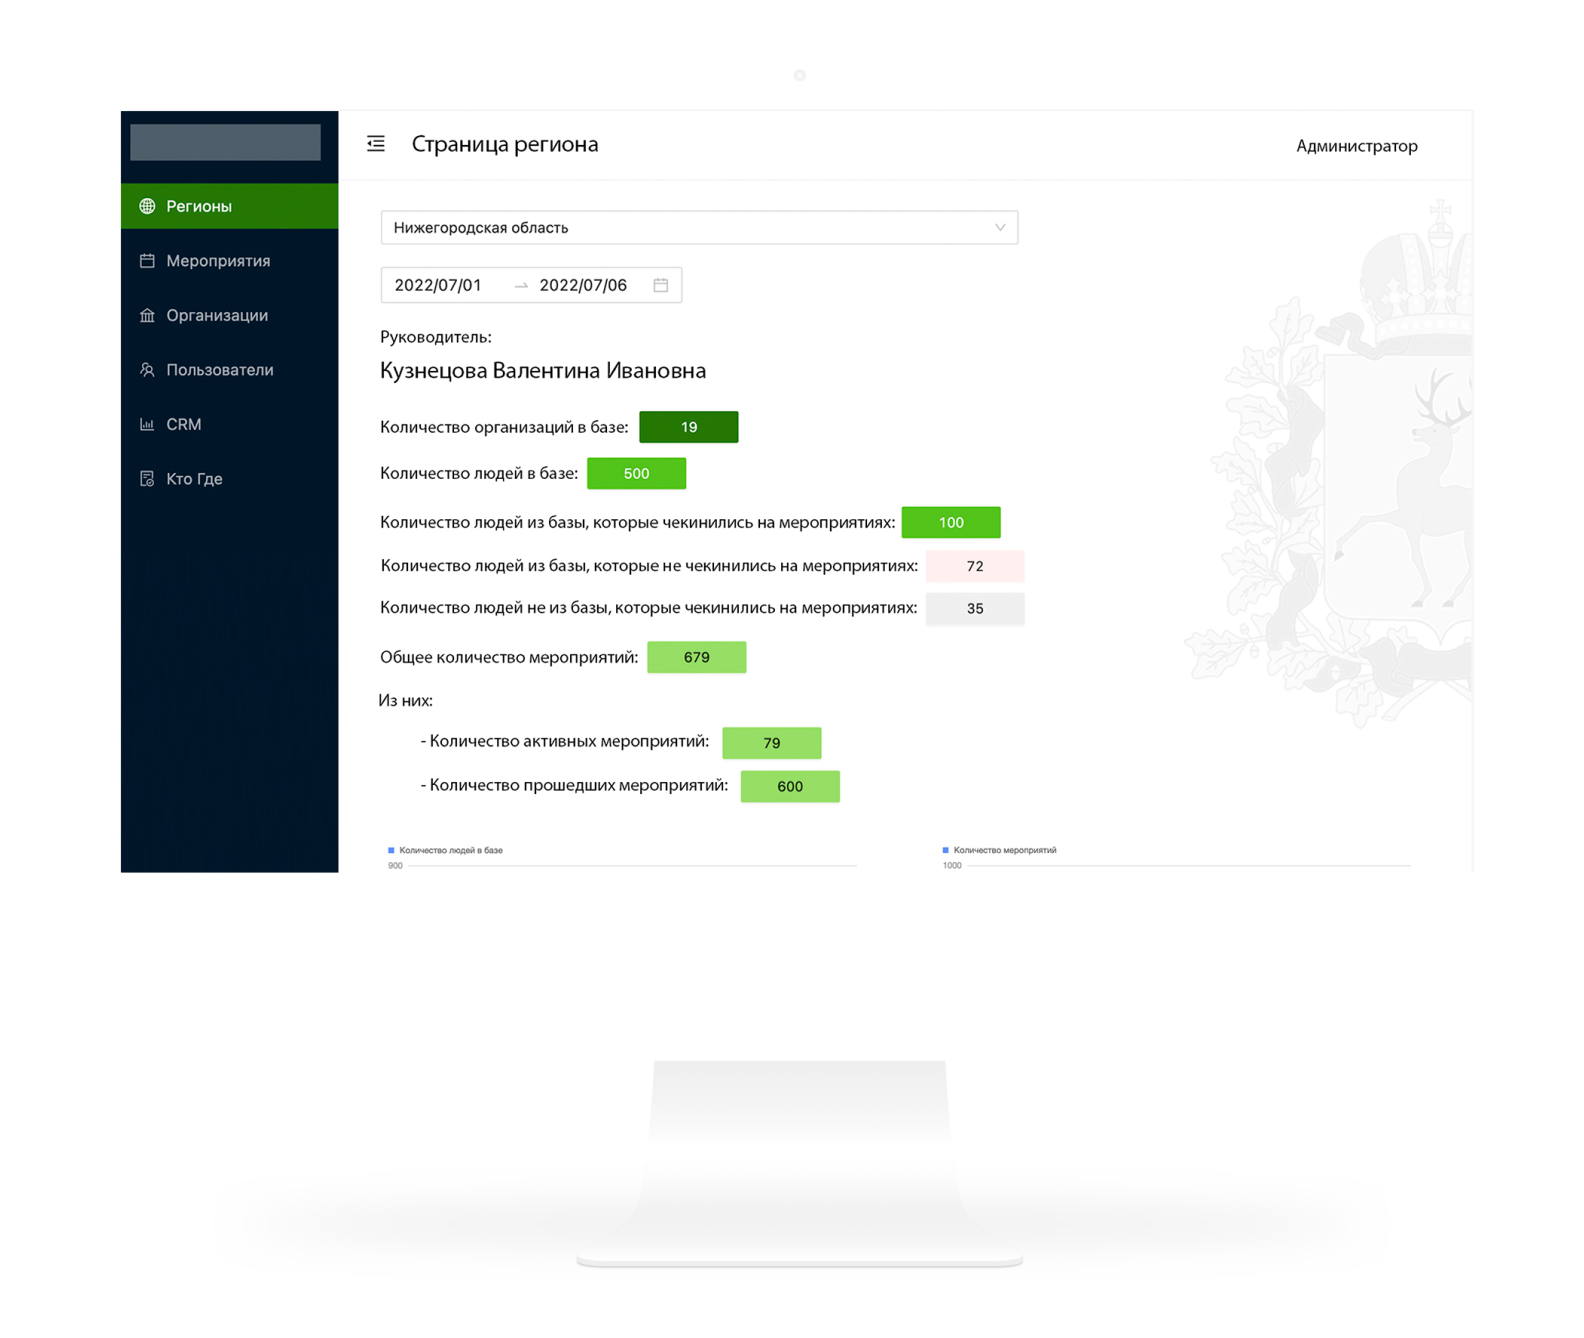 Страница региона
Администратор
Регионы
Мероприятия
Организации
Пользователи
CRM
Кто Где
Нижегородская область
2022/07/01 → 2022/07/06
Руководитель:
Кузнецова Валентина Ивановна
Количество организаций в базе: 19
Количество людей в базе: 500
Количество людей из базы, которые чекинились на мероприятиях: 100
Количество людей из базы, которые не чекинились на мероприятиях: 72
Количество людей не из базы, которые чекинились на мероприятиях: 35
Общее количество мероприятий: 679
Из них:
- Количество активных мероприятий: 79
- Количество прошедших мероприятий: 600
Количество людей в базе
900
Количество мероприятий
1000